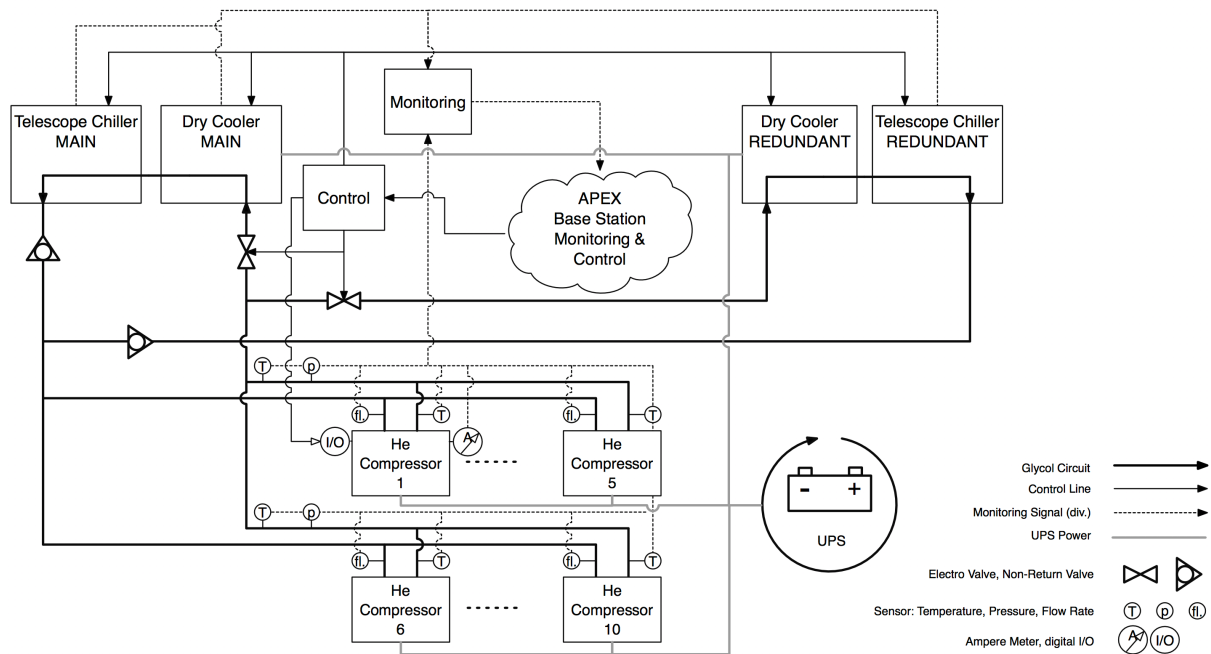 Telescope Chiller
MAIN
Dry Cooler
MAIN
Monitoring
Dry Cooler
REDUNDANT
Telescope Chiller
REDUNDANT
Control
APEX
Base Station
Monitoring &
Control
T
p
fl.
T
fl.
T
I/O
He
Compressor
1
A
He
Compressor
5
T
p
fl.
T
fl.
T
He
Compressor
6
He
Compressor
10
- +
UPS
Glycol Circuit
Control Line
Monitoring Signal (div.)
UPS Power
Electro Valve, Non-Return Valve
Sensor: Temperature, Pressure, Flow Rate
T
p
fl.
Ampere Meter, digital I/O
A
I/O